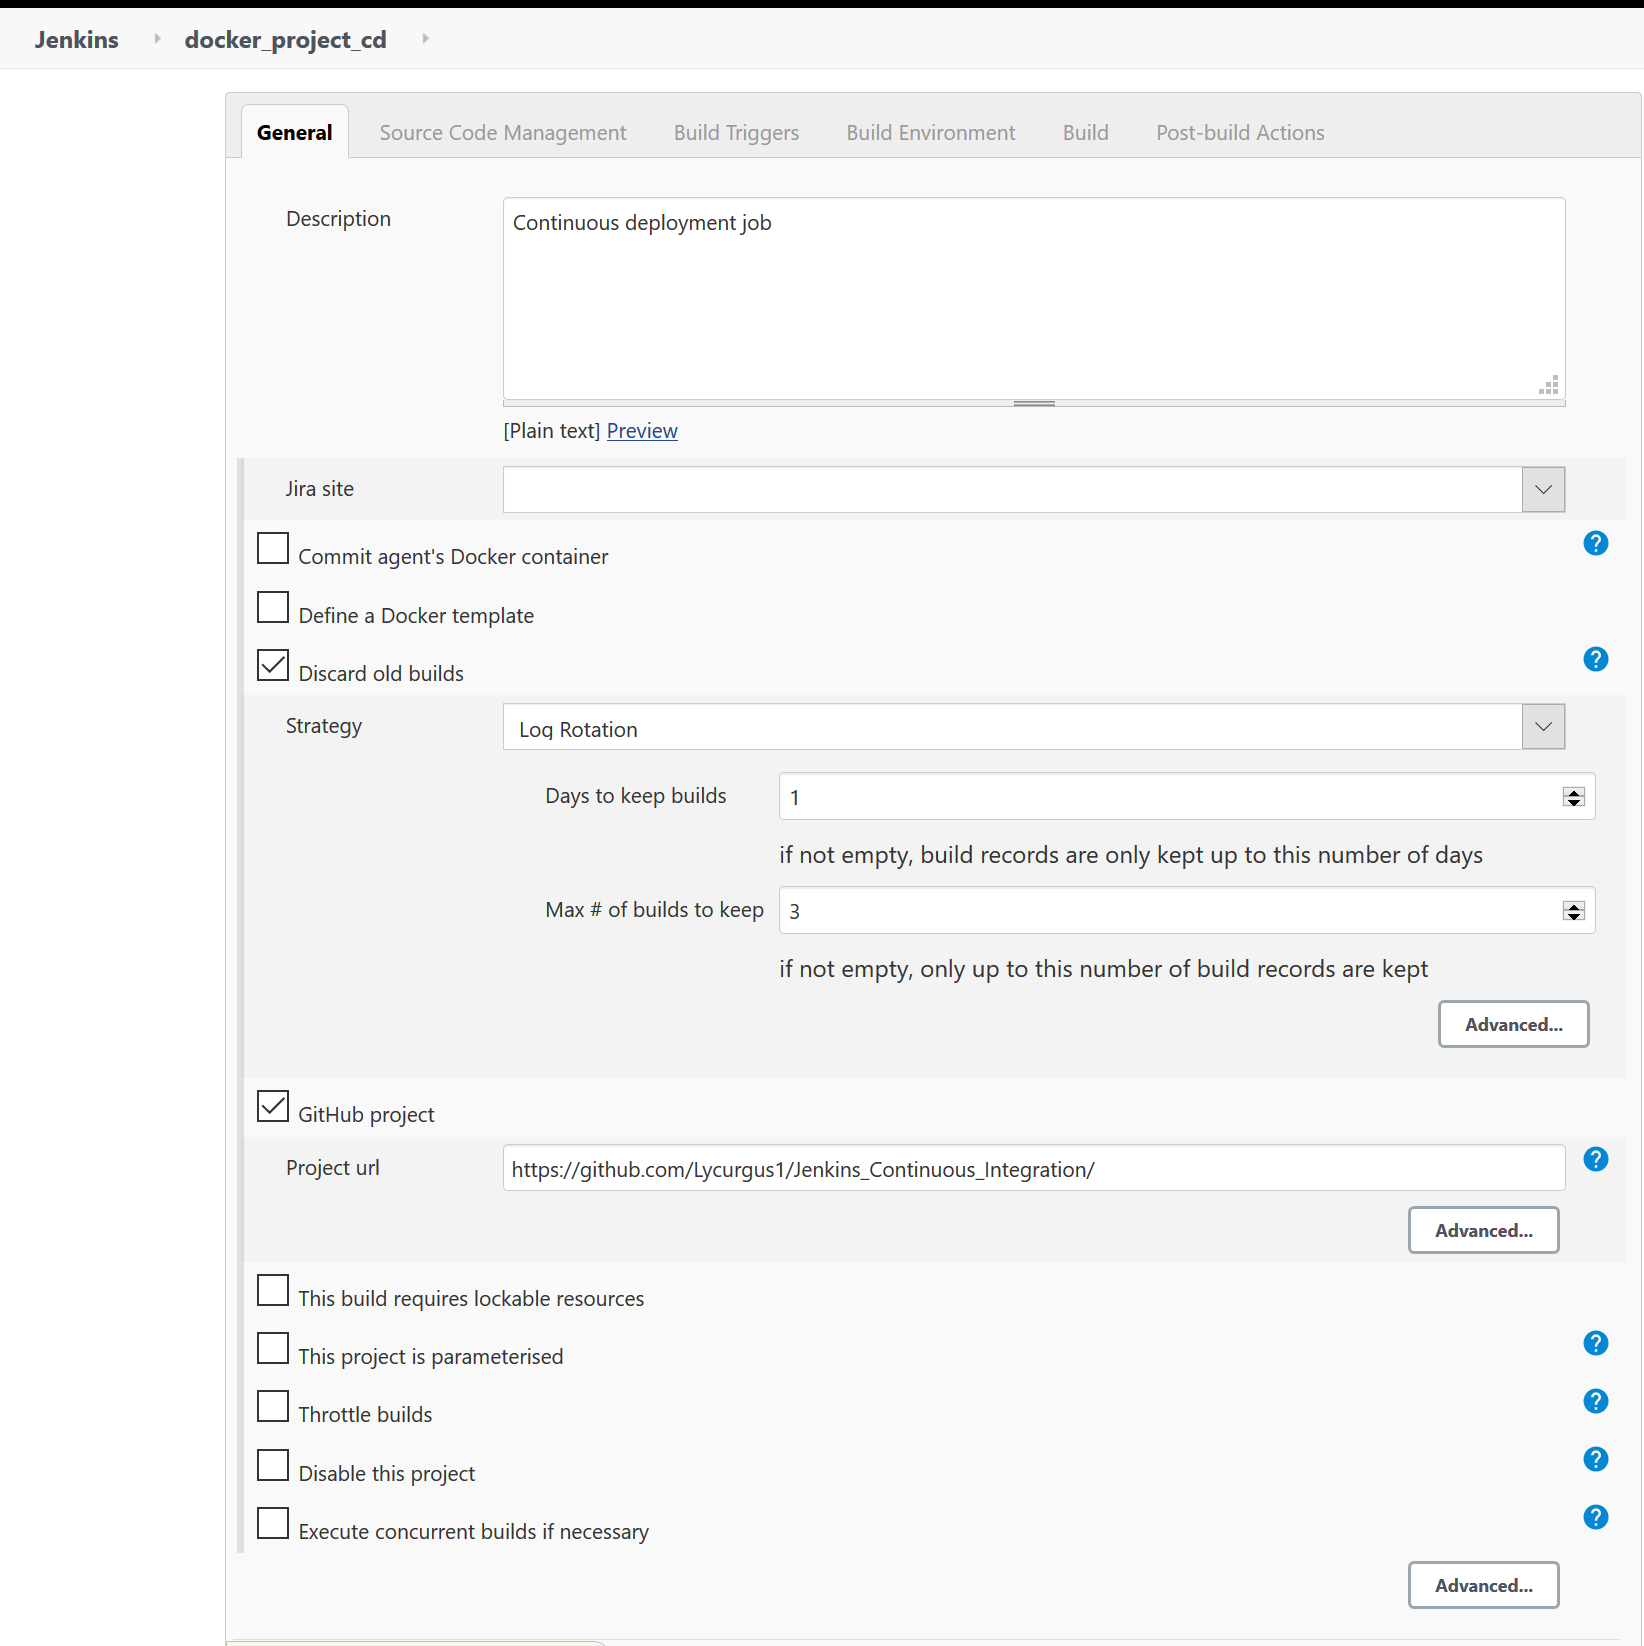 Jenkins docker_project_cd
General Source Code Management Build Triggers Build Environment Build Post-build Actions
Description
Continuous deployment job
[Plain text] Preview
Jira site
Commit agent's Docker container
Define a Docker template
Discard old builds
Strategy Log Rotation
Days to keep builds 1
if not empty, build records are only kept up to this number of days
Max # of builds to keep 3
if not empty, only up to this number of build records are kept
Advanced...
GitHub project
Project url https://github.com/Lycurgus1/Jenkins_Continuous_Integration/
Advanced...
This build requires lockable resources
This project is parameterised
Throttle builds
Disable this project
Execute concurrent builds if necessary
Advanced...